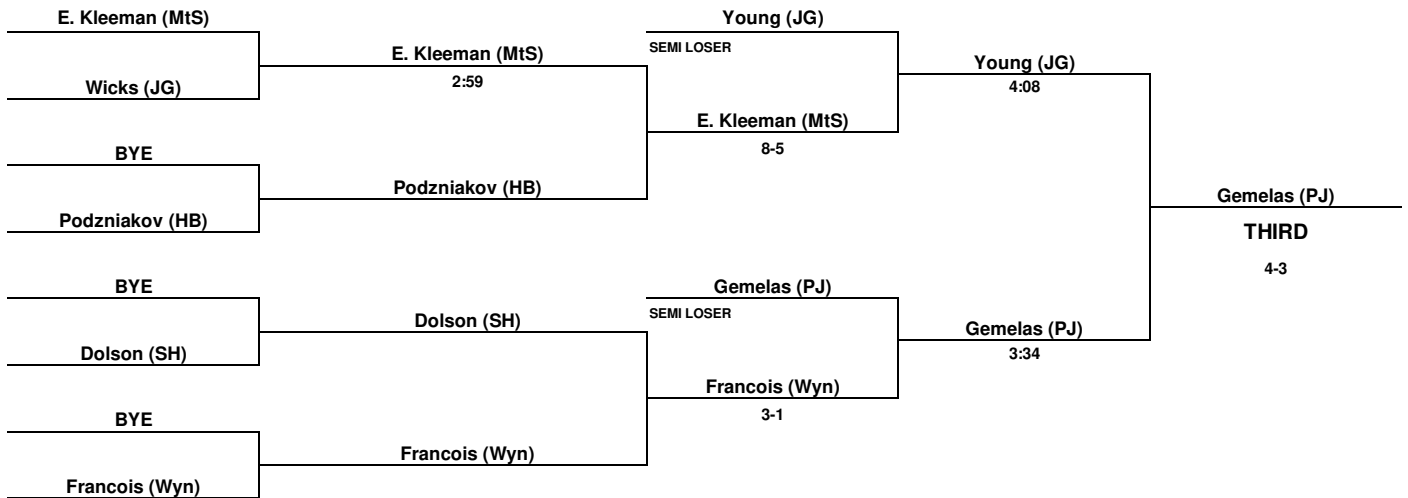 E. Kleeman (MtS)
Wicks (JG)
BYE
Podzniakov (HB)
BYE
Dolson (SH)
BYE
Francois (Wyn)
E. Kleeman (MtS)
2:59
Podzniakov (HB)
Dolson (SH)
Francois (Wyn)
Young (JG)
SEMI LOSER
E. Kleeman (MtS)
8-5
Gemelas (PJ)
SEMI LOSER
Francois (Wyn)
3-1
Young (JG)
4:08
Gemelas (PJ)
3:34
Gemelas (PJ)
THIRD
4-3